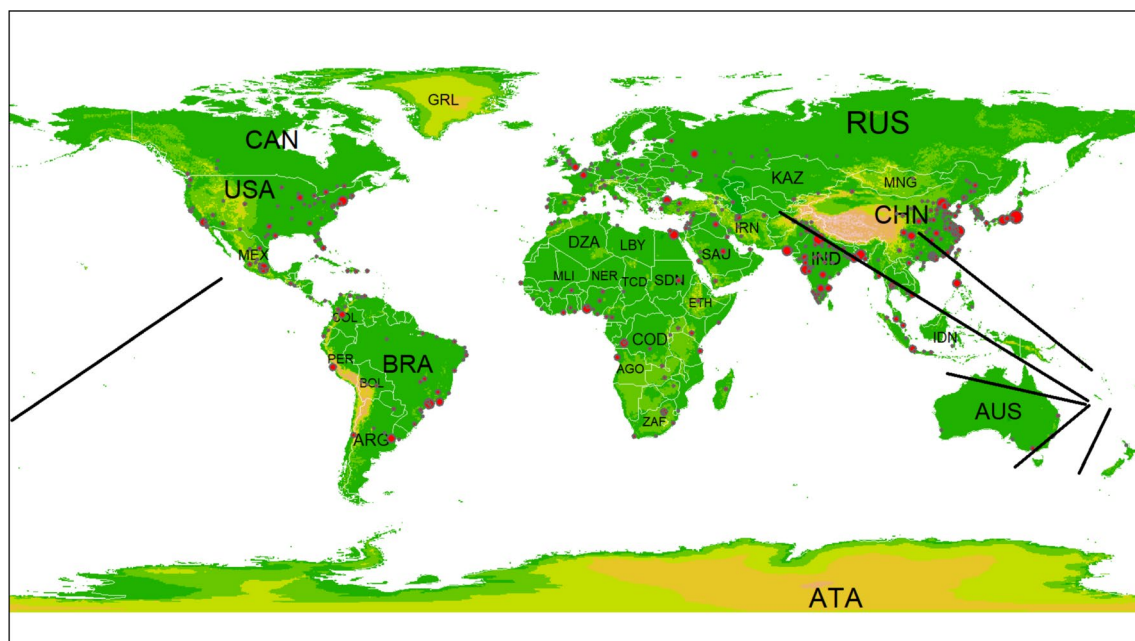 GRL
CAN
RUS
USA
KAZ
MNG
CHN
MEX
DZA
LBY
IRN
SAU
IND
MLI
NER
TCD
SDN
ETH
COL
COD
IDN
PER
BRA
BOL
AGO
AUS
ARG
ZAF
ATA